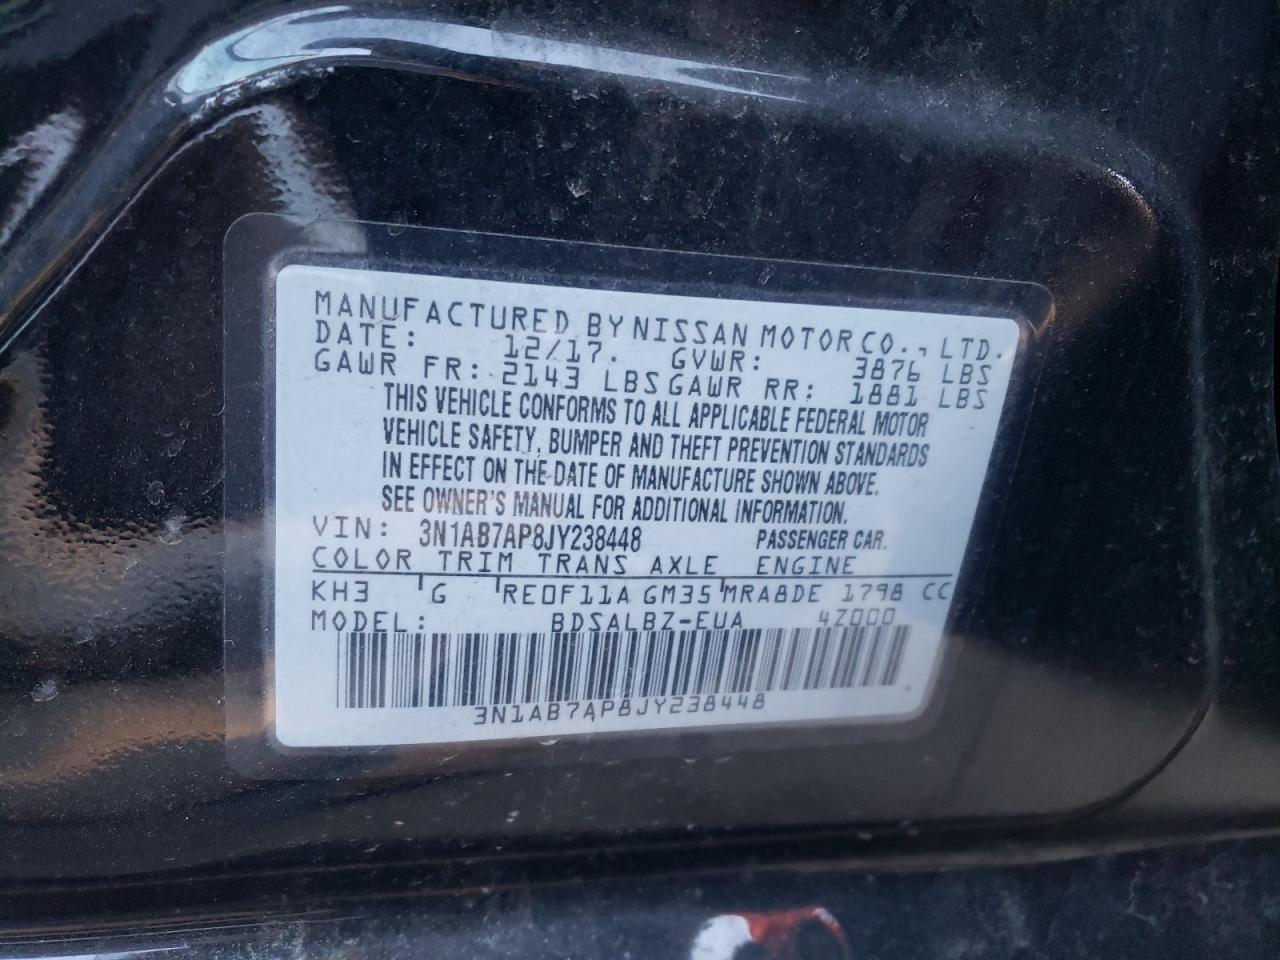 MANUFACTURED BY NISSAN MOTOR CO., LTD.
DATE: 12/17. GVWR: 3876 LBS
GAWR FR: 2143 LBS GAWR RR: 1881 LBS
THIS VEHICLE CONFORMS TO ALL APPLICABLE FEDERAL MOTOR
VEHICLE SAFETY, BUMPER AND THEFT PREVENTION STANDARDS
IN EFFECT ON THE DATE OF MANUFACTURE SHOWN ABOVE.
SEE OWNER'S MANUAL FOR ADDITIONAL INFORMATION.
VIN: 3N1AB7AP8JY238448 PASSENGER CAR.
COLOR TRIM TRANS AXLE ENGINE
KH3 G RE0F11A GM35 MRA8DE 1798 CC
MODEL: BDSALBZ-EUA 4Z000
3N1AB7AP8JY238448